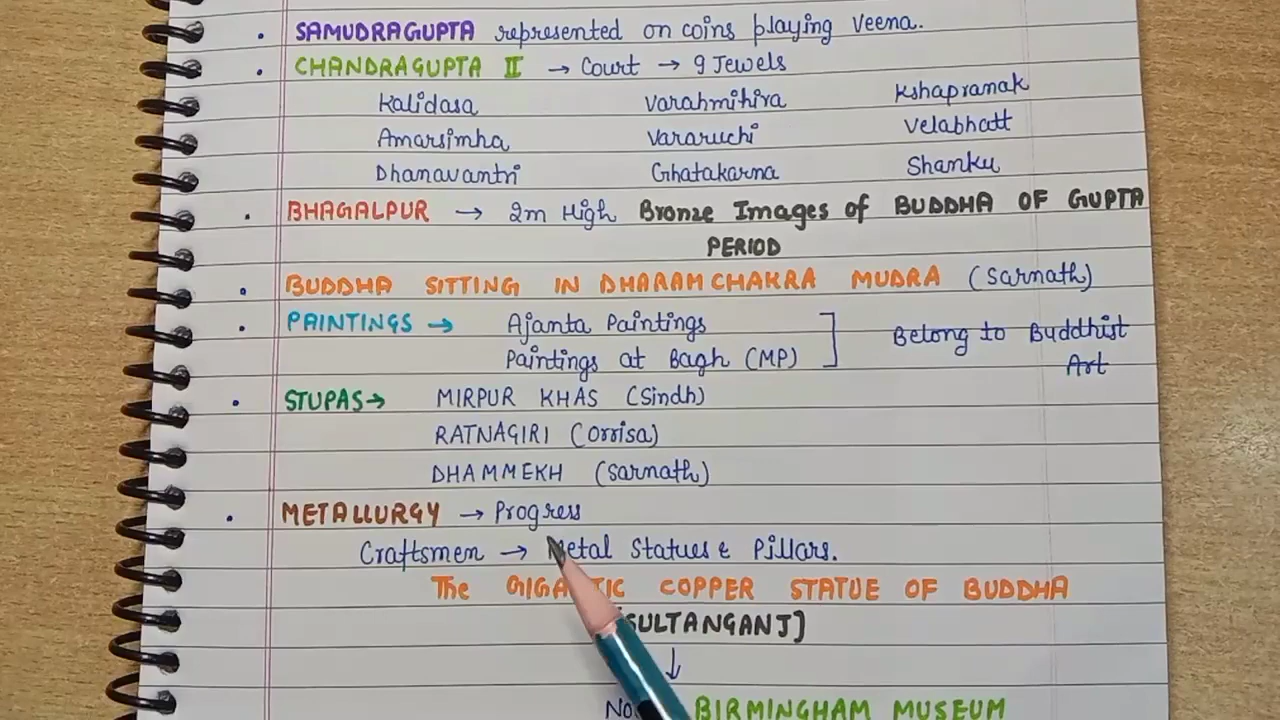 • SAMUDRAGUPTA represented on coins playing Veena.
• CHANDRAGUPTA II → Court → 9 Jewels
Kalidasa Varahmihira Kshapranak
Amarsimha Vararuchi Velabhatt
Dhanavantri Ghatakarna Shanku
• BHAGALPUR → 2m High Bronze Images of BUDDHA OF GUPTA
PERIOD
• BUDDHA SITTING IN DHARAMCHAKRA MUDRA (Sarnath)
• PAINTINGS → Ajanta Paintings
Paintings at Bagh (MP) ] Belong to Buddhist
Art
• STUPAS → MIRPUR KHAS (Sindh)
RATNAGIRI (Orrisa)
DHAMMEKH (Sarnath)
• METALLURGY → Progress
Craftsmen → Metal Statues & Pillars.
The COPPER STATUE OF BUDDHA
SULTANGANJ]
↓
BIRMINGHAM MUSEUM